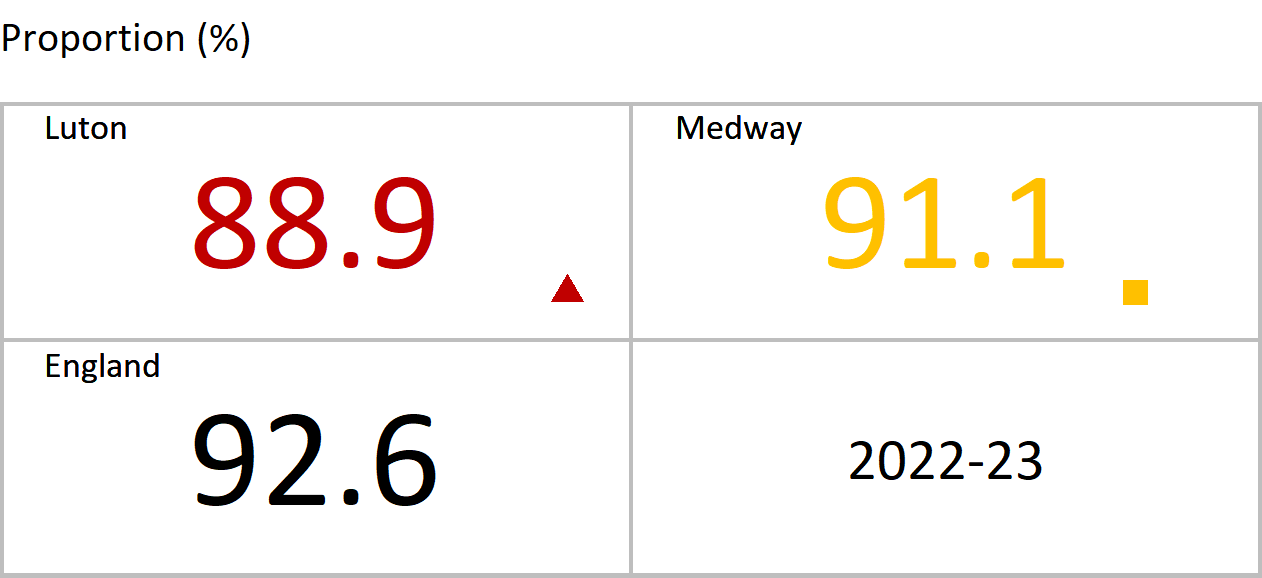 Proportion (%)
Luton
88.9
Medway
91.1
England
92.6
2022-23